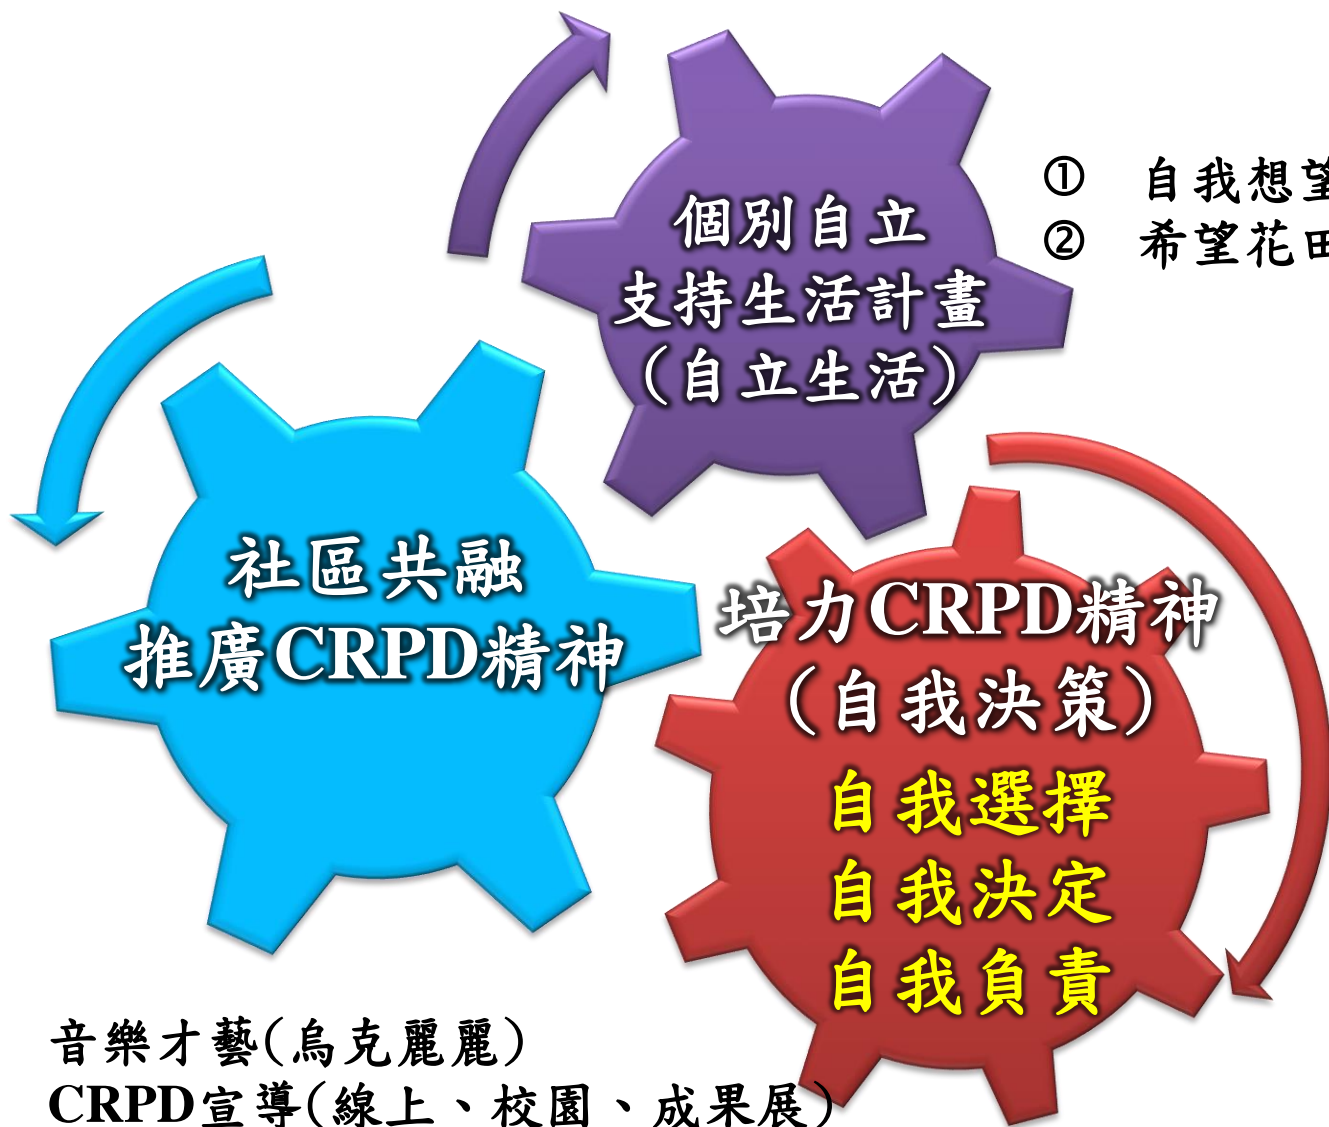 個別自立
支持生活計畫
(自立生活)
① 自我想望
② 希望花田
社區共融
推廣CRPD精神
培力CRPD精神
(自我決策)
自我選擇
自我決定
自我負責
音樂才藝(烏克麗麗)
CRPD宣導(線上、校園、成果展)